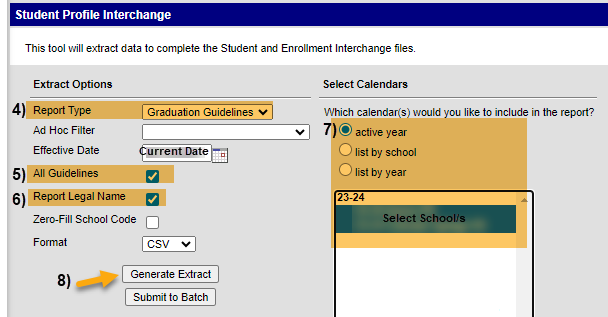 Student Profile Interchange
This tool will extract data to complete the Student and Enrollment Interchange files.
Extract Options
4) Report Type Graduation Guidelines
Ad Hoc Filter
Effective Date Current Date
5) All Guidelines
6) Report Legal Name
Zero-Fill School Code
Format CSV
8) Generate Extract
Submit to Batch
Select Calendars
Which calendar(s) would you like to include in the report?
7) active year
list by school
list by year
23-24
Select School/s